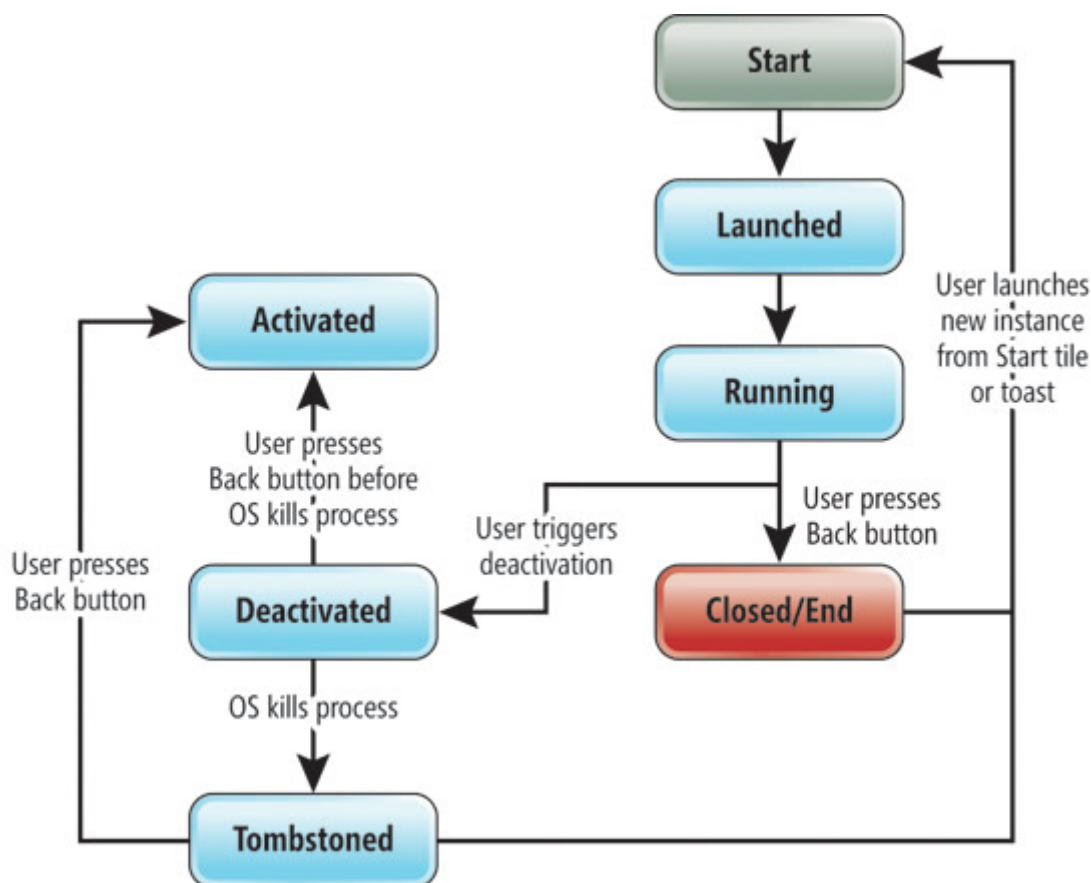 Start
Launched
User launches
new instance
from Start tile
or toast
Activated
Running
User presses
Back button before
OS kills process
User presses
Back button
User triggers
deactivation
User presses
Back button
Deactivated
Closed/End
OS kills process
Tombstoned